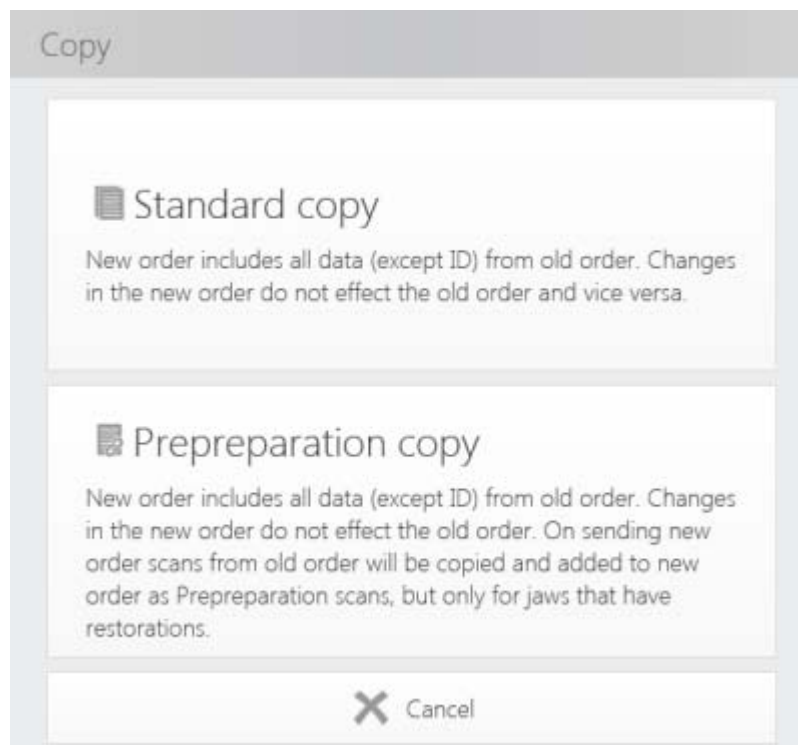 Copy
Standard copy
New order includes all data (except ID) from old order. Changes
in the new order do not effect the old order and vice versa.
Prepreparation copy
New order includes all data (except ID) from old order. Changes
in the new order do not effect the old order. On sending new
order scans from old order will be copied and added to new
order as Prepreparation scans, but only for jaws that have
restorations.
Cancel